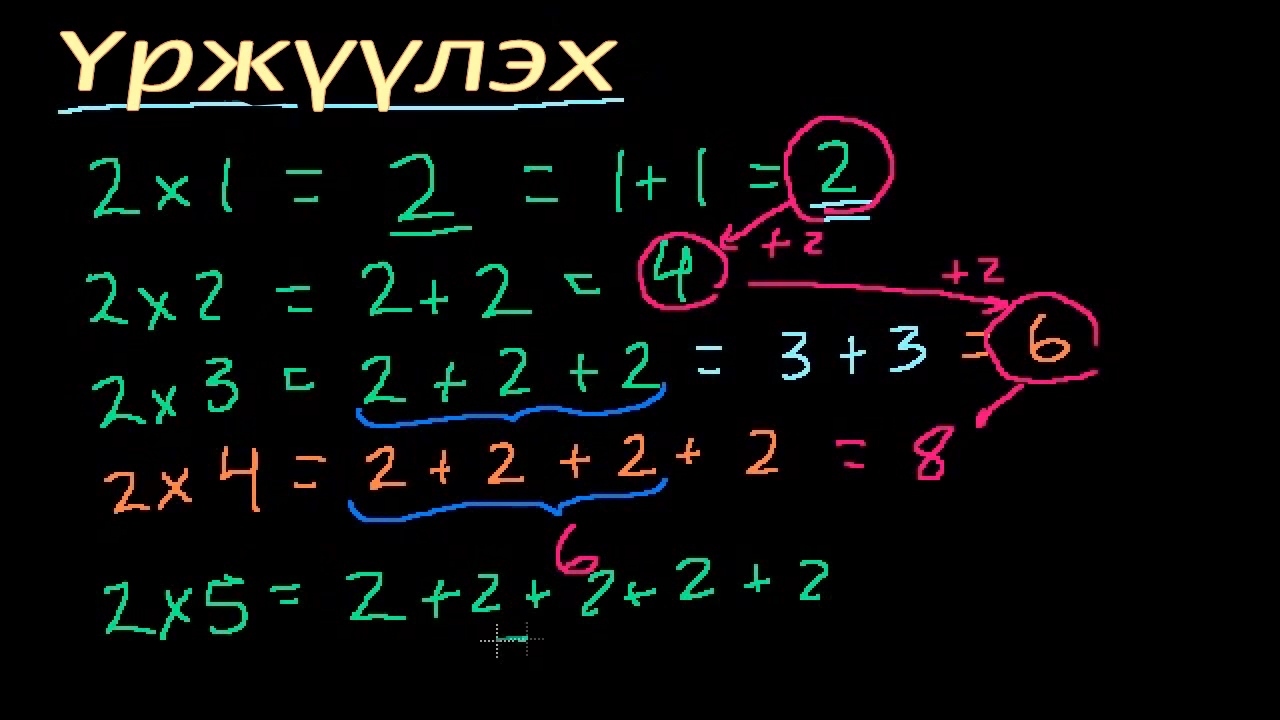 Үржүүлэх
2 x 1 = 2 = 1 + 1 = 2
+2
2 x 2 = 2 + 2 = 4
+2
2 x 3 = 2 + 2 + 2 = 3 + 3 = 6
2 x 4 = 2 + 2 + 2 + 2 = 8
6
2 x 5 = 2 + 2 + 2 + 2 + 2